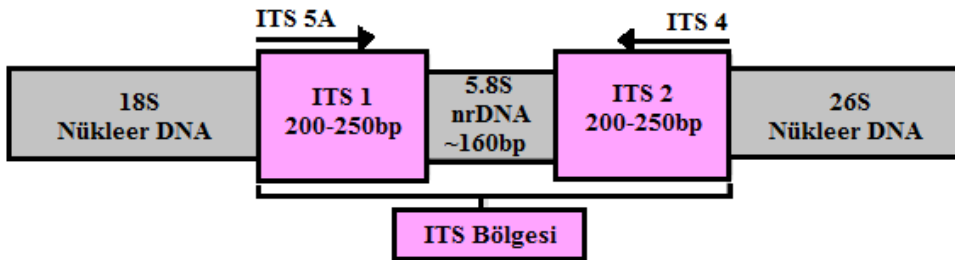 ITS 5A
ITS 4
18S
Nükleer DNA
ITS 1
200-250bp
5.8S
nrDNA
~160bp
ITS 2
200-250bp
26S
Nükleer DNA
ITS Bölgesi